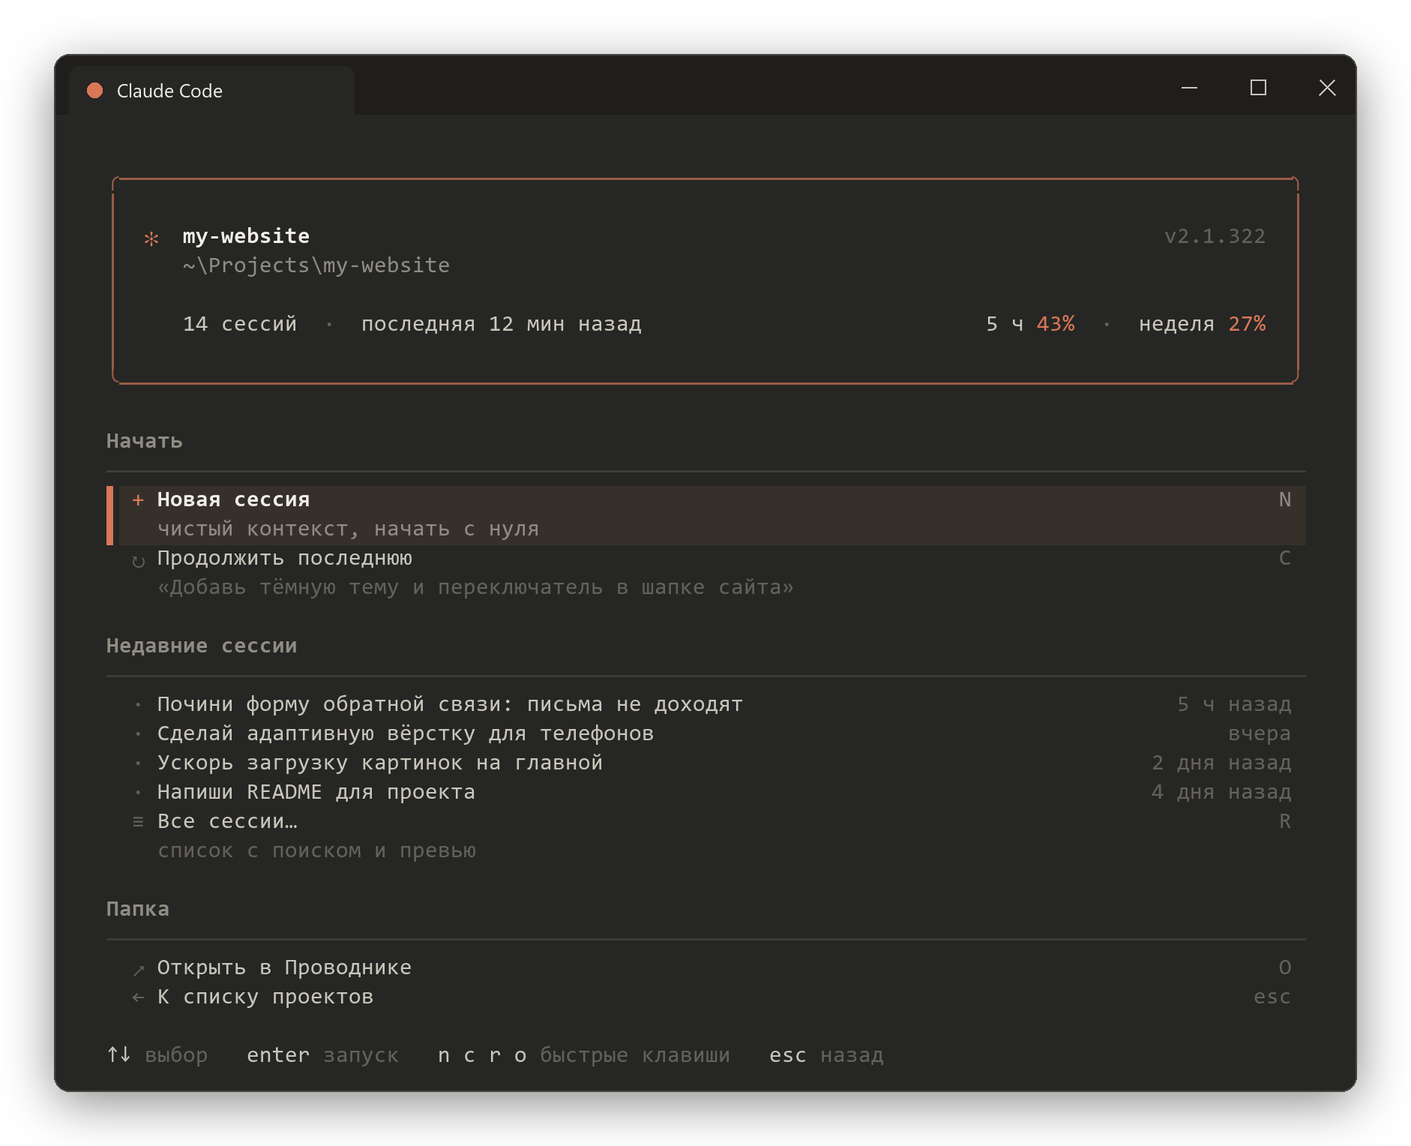 Claude Code
my-website v2.1.322
~\Projects\my-website
14 сессий · последняя 12 мин назад 5 ч 43% · неделя 27%
Начать
+ Новая сессия N
чистый контекст, начать с нуля
↻ Продолжить последнюю C
«Добавь тёмную тему и переключатель в шапке сайта»
Недавние сессии
· Почини форму обратной связи: письма не доходят 5 ч назад
· Сделай адаптивную вёрстку для телефонов вчера
· Ускорь загрузку картинок на главной 2 дня назад
· Напиши README для проекта 4 дня назад
≡ Все сессии… R
список с поиском и превью
Папка
↗ Открыть в Проводнике O
← К списку проектов esc
↑↓ выбор enter запуск n c r o быстрые клавиши esc назад